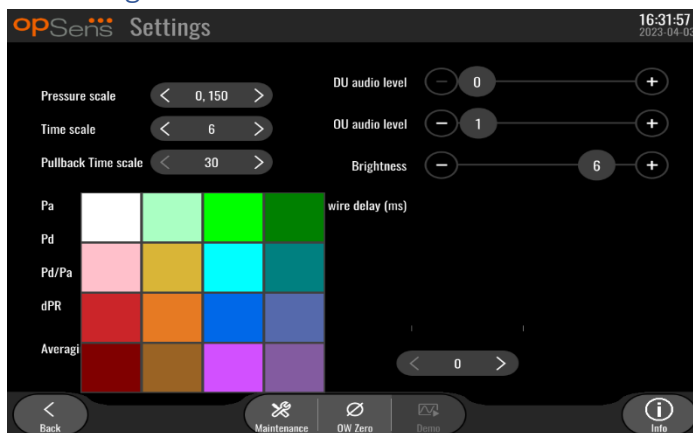 opSens Settings
16:31:57
2023-04-03
Pressure scale < 0, 150 >
Time scale < 6 >
Pullback Time scale < 30 >
DU audio level − 0 +
OU audio level − 1 +
Brightness − 6 +
Pa
wire delay (ms)
Pd
Pd/Pa
dPR
Averagi
< 0 >
Back
Maintenance
OW Zero
Demo
Info